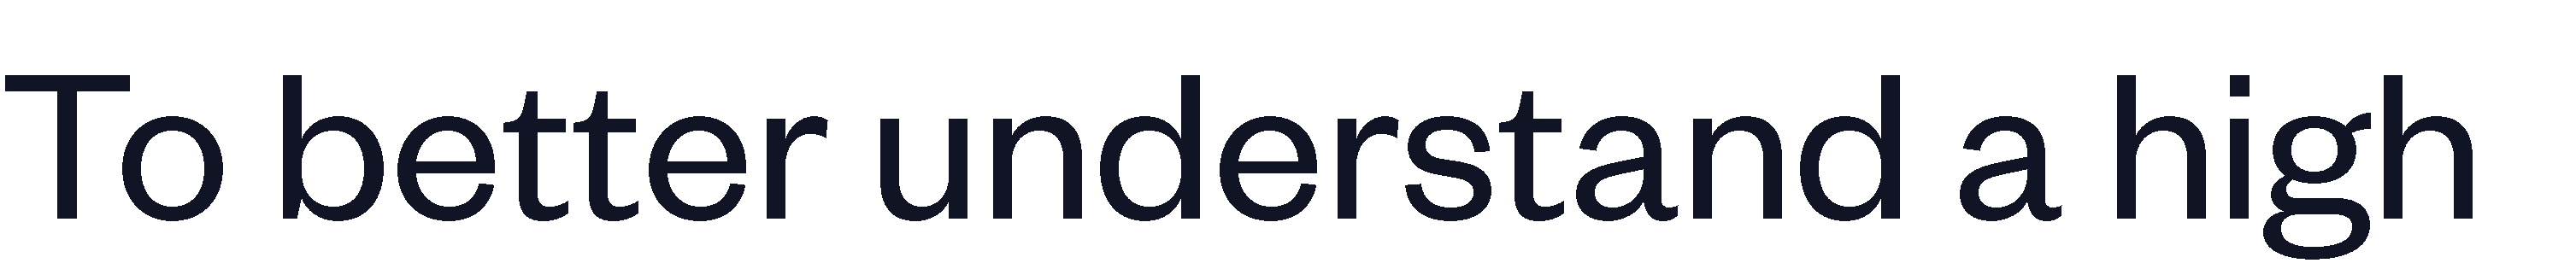 To better understand a high